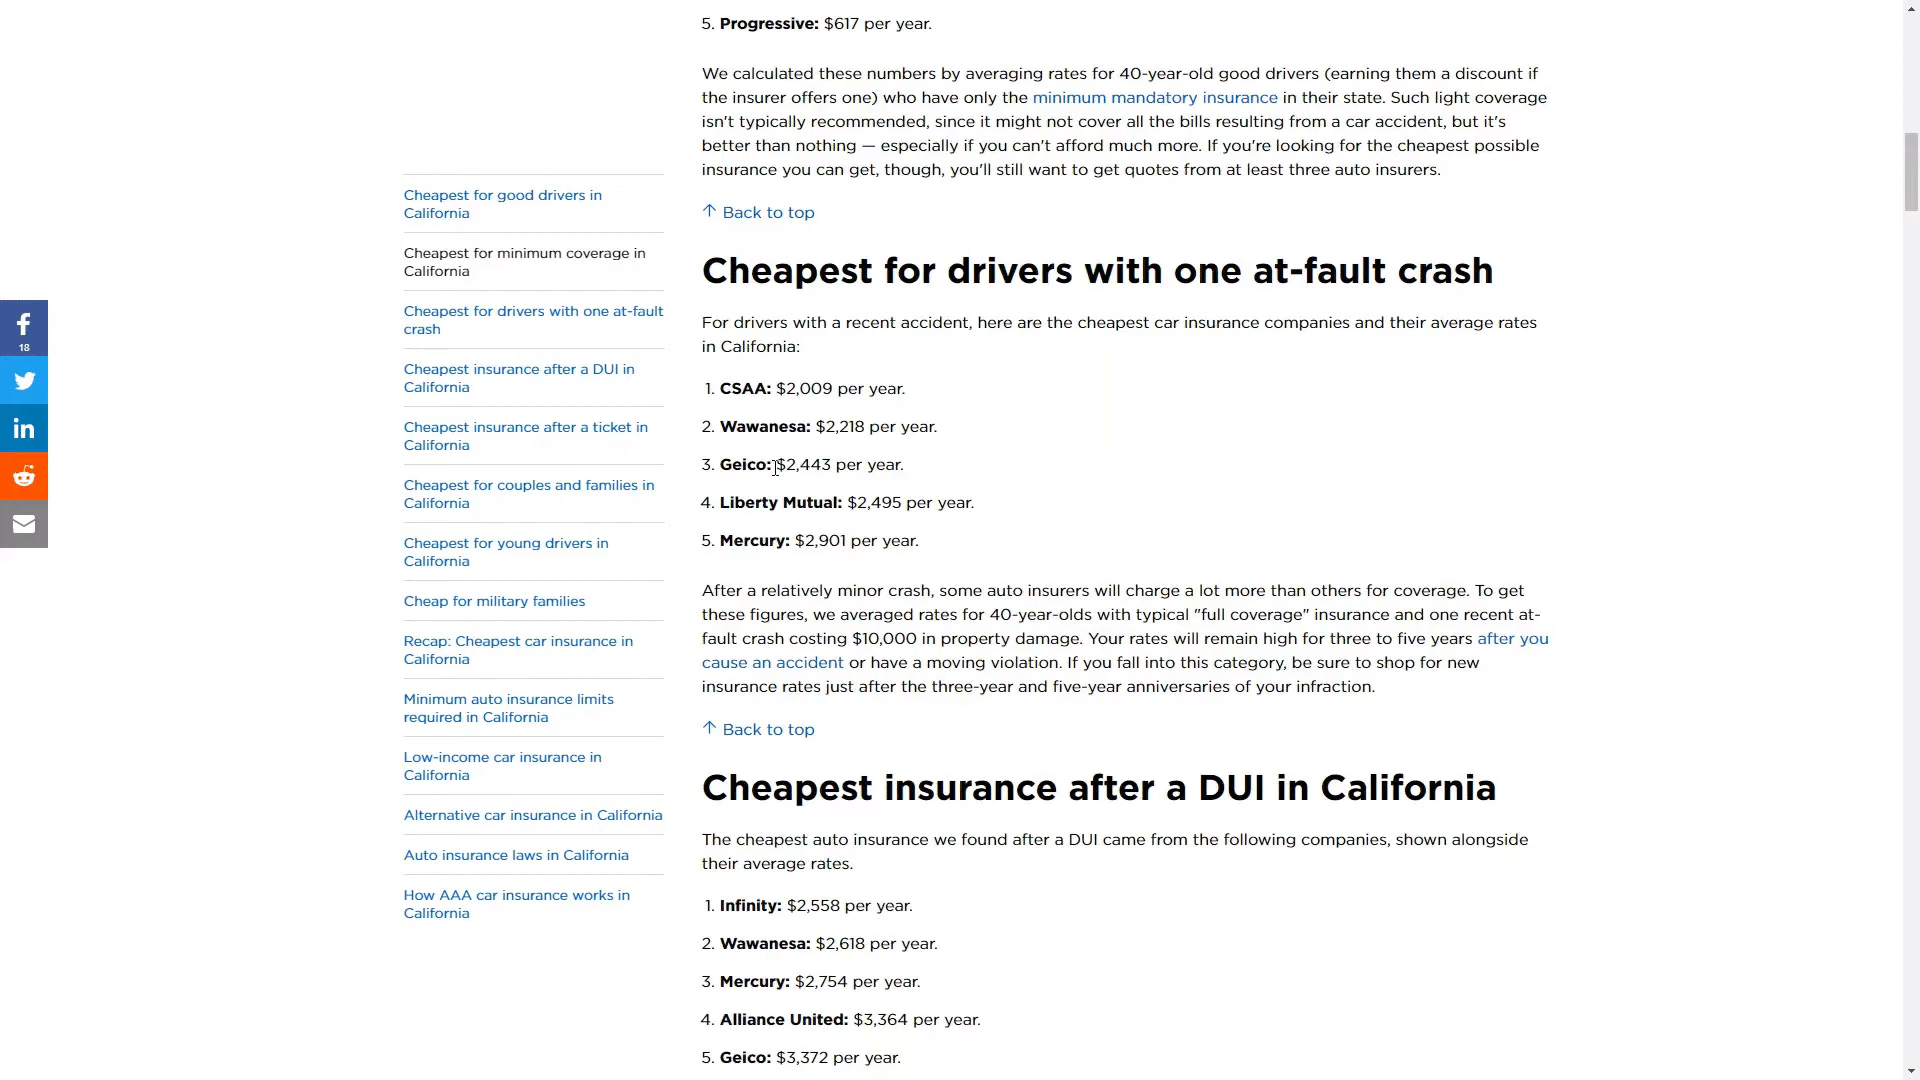 5. Progressive: $617 per year.
We calculated these numbers by averaging rates for 40-year-old good drivers (earning them a discount if
the insurer offers one) who have only the minimum mandatory insurance in their state. Such light coverage
isn't typically recommended, since it might not cover all the bills resulting from a car accident, but it's
better than nothing — especially if you can't afford much more. If you're looking for the cheapest possible
insurance you can get, though, you'll still want to get quotes from at least three auto insurers.
↑ Back to top
Cheapest for good drivers in
California
Cheapest for minimum coverage in
California
Cheapest for drivers with one at-fault
crash
Cheapest insurance after a DUI in
California
Cheapest insurance after a ticket in
California
Cheapest for couples and families in
California
Cheapest for young drivers in
California
Cheap for military families
Recap: Cheapest car insurance in
California
Minimum auto insurance limits
required in California
Low-income car insurance in
California
Alternative car insurance in California
Auto insurance laws in California
How AAA car insurance works in
California
18
Cheapest for drivers with one at-fault crash
For drivers with a recent accident, here are the cheapest car insurance companies and their average rates
in California:
1. CSAA: $2,009 per year.
2. Wawanesa: $2,218 per year.
3. Geico: $2,443 per year.
4. Liberty Mutual: $2,495 per year.
5. Mercury: $2,901 per year.
After a relatively minor crash, some auto insurers will charge a lot more than others for coverage. To get
these figures, we averaged rates for 40-year-olds with typical "full coverage" insurance and one recent at-
fault crash costing $10,000 in property damage. Your rates will remain high for three to five years after you
cause an accident or have a moving violation. If you fall into this category, be sure to shop for new
insurance rates just after the three-year and five-year anniversaries of your infraction.
↑ Back to top
Cheapest insurance after a DUI in California
The cheapest auto insurance we found after a DUI came from the following companies, shown alongside
their average rates.
1. Infinity: $2,558 per year.
2. Wawanesa: $2,618 per year.
3. Mercury: $2,754 per year.
4. Alliance United: $3,364 per year.
5. Geico: $3,372 per year.